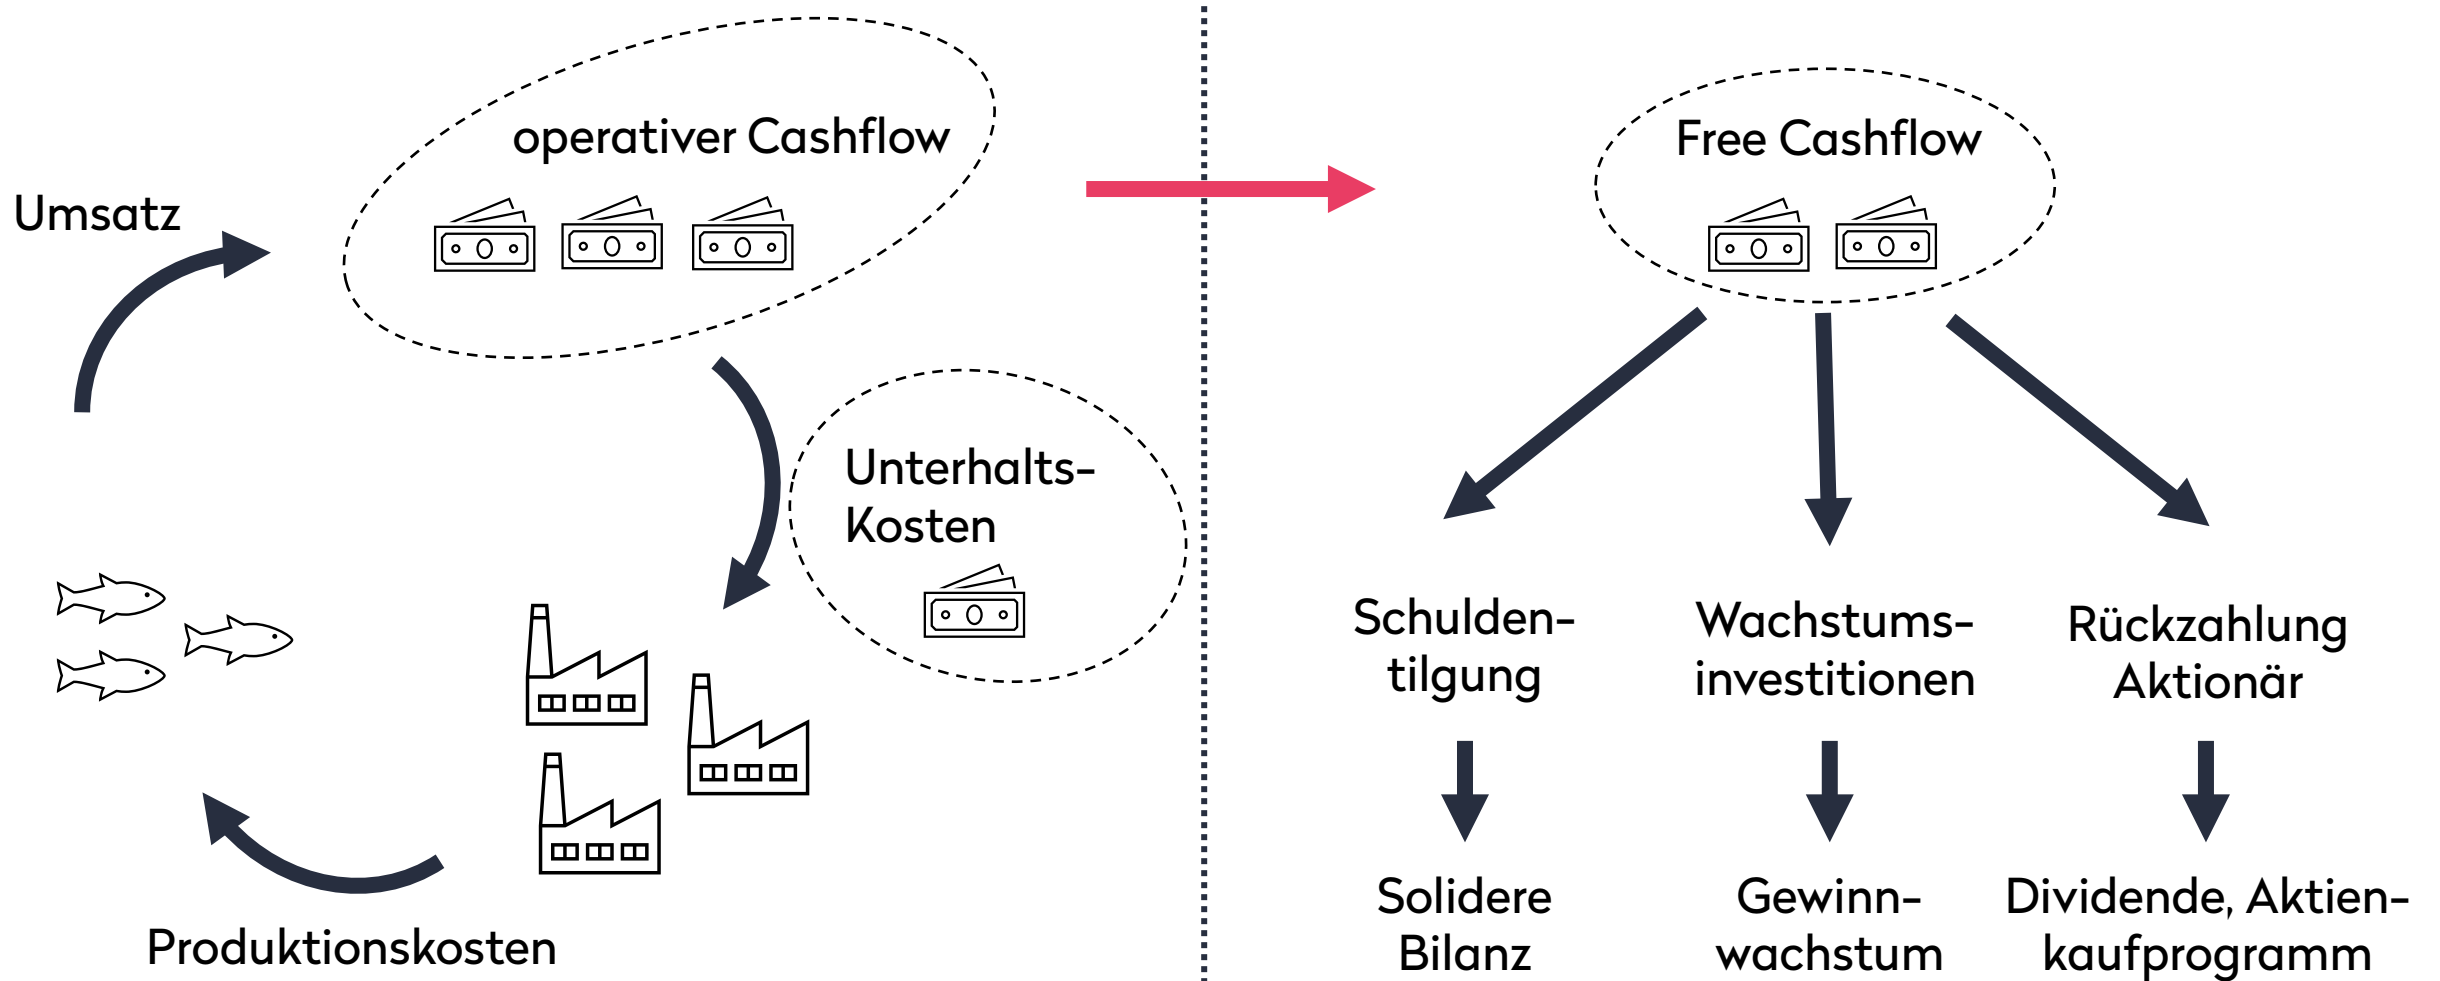 operativer Cashflow
Umsatz
Unterhalts-
Kosten
Produktionskosten
Free Cashflow
Schulden-
tilgung
Wachstums-
investitionen
Rückzahlung
Aktionär
Solidere
Bilanz
Gewinn-
wachstum
Dividende, Aktien-
kaufprogramm